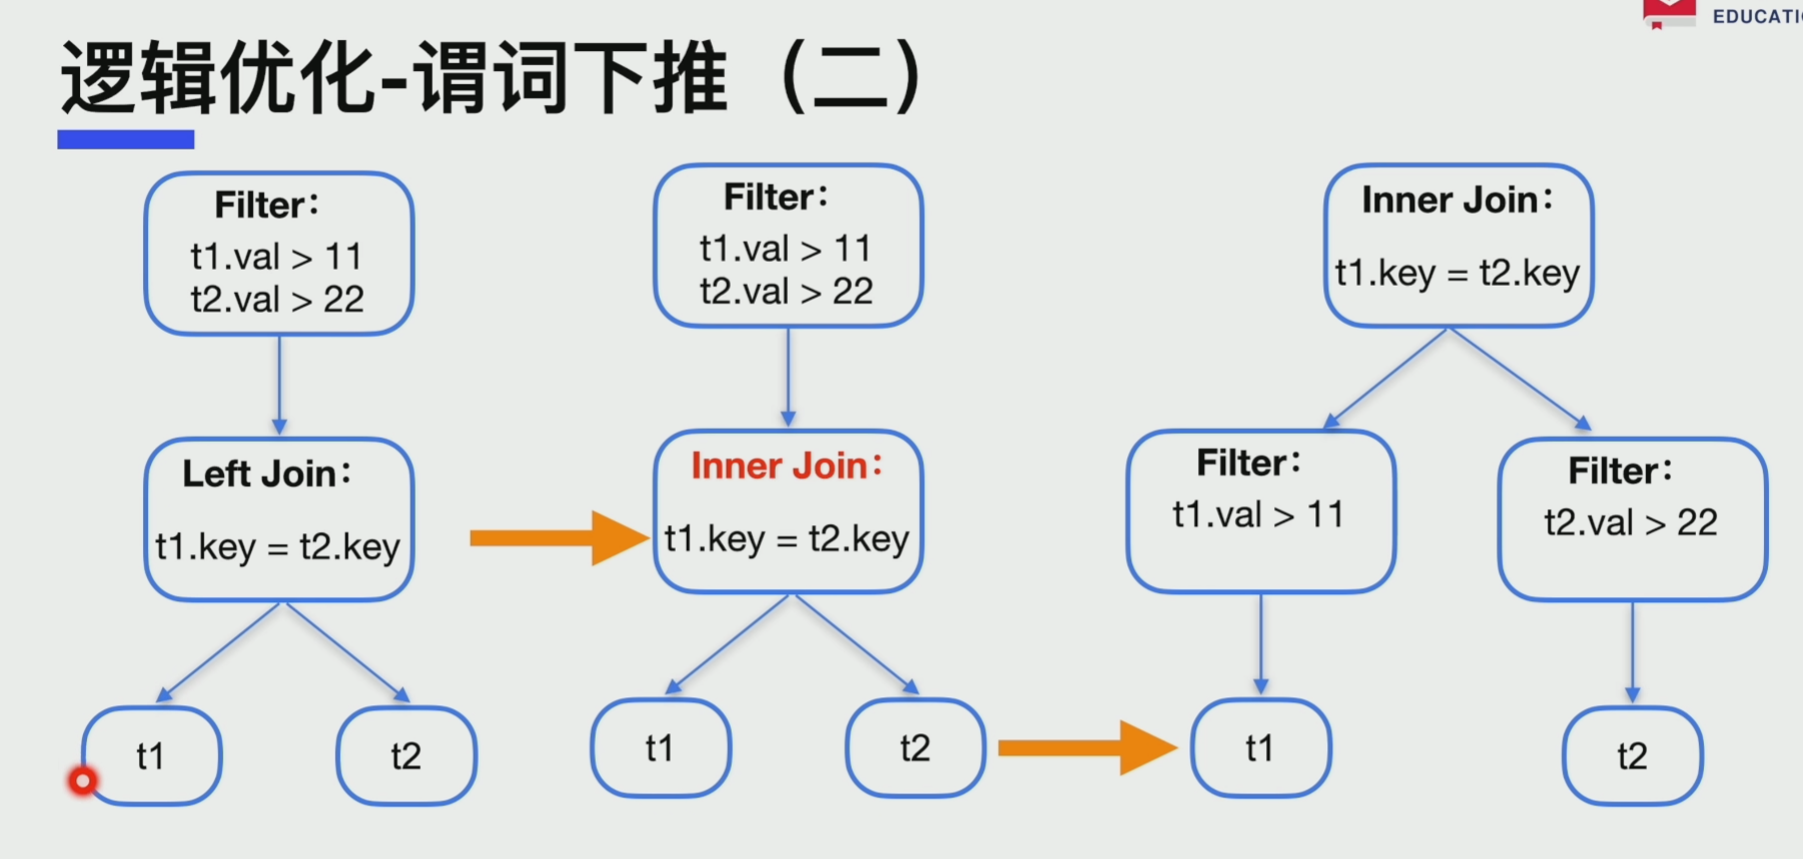 EDUCATI
逻辑优化-谓词下推（二）
Filter：
t1.val > 11
t2.val > 22
Left Join：
t1.key = t2.key
t1
t2
Filter：
t1.val > 11
t2.val > 22
Inner Join：
t1.key = t2.key
t1
t2
Inner Join：
t1.key = t2.key
Filter：
t1.val > 11
Filter：
t2.val > 22
t1
t2